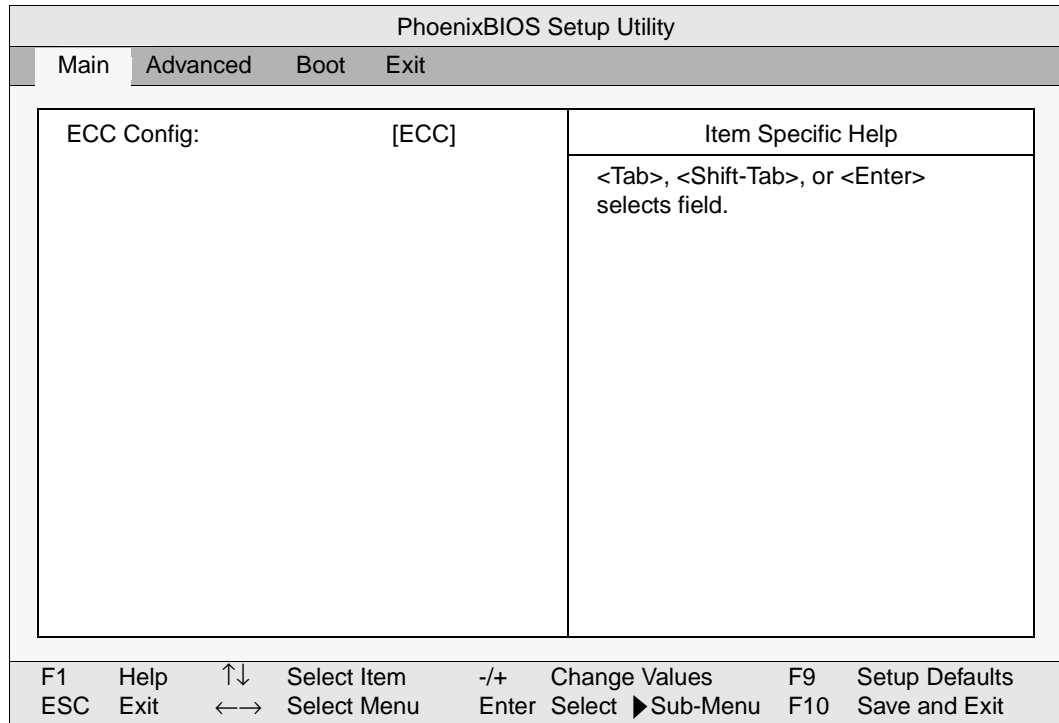 PhoenixBIOS Setup Utility
Main Advanced Boot Exit
ECC Config: [ECC]
Item Specific Help
<Tab>, <Shift-Tab>, or <Enter>
selects field.
F1 Help ↑↓ Select Item -/+ Change Values F9 Setup Defaults
ESC Exit ←→ Select Menu Enter Select ▶Sub-Menu F10 Save and Exit